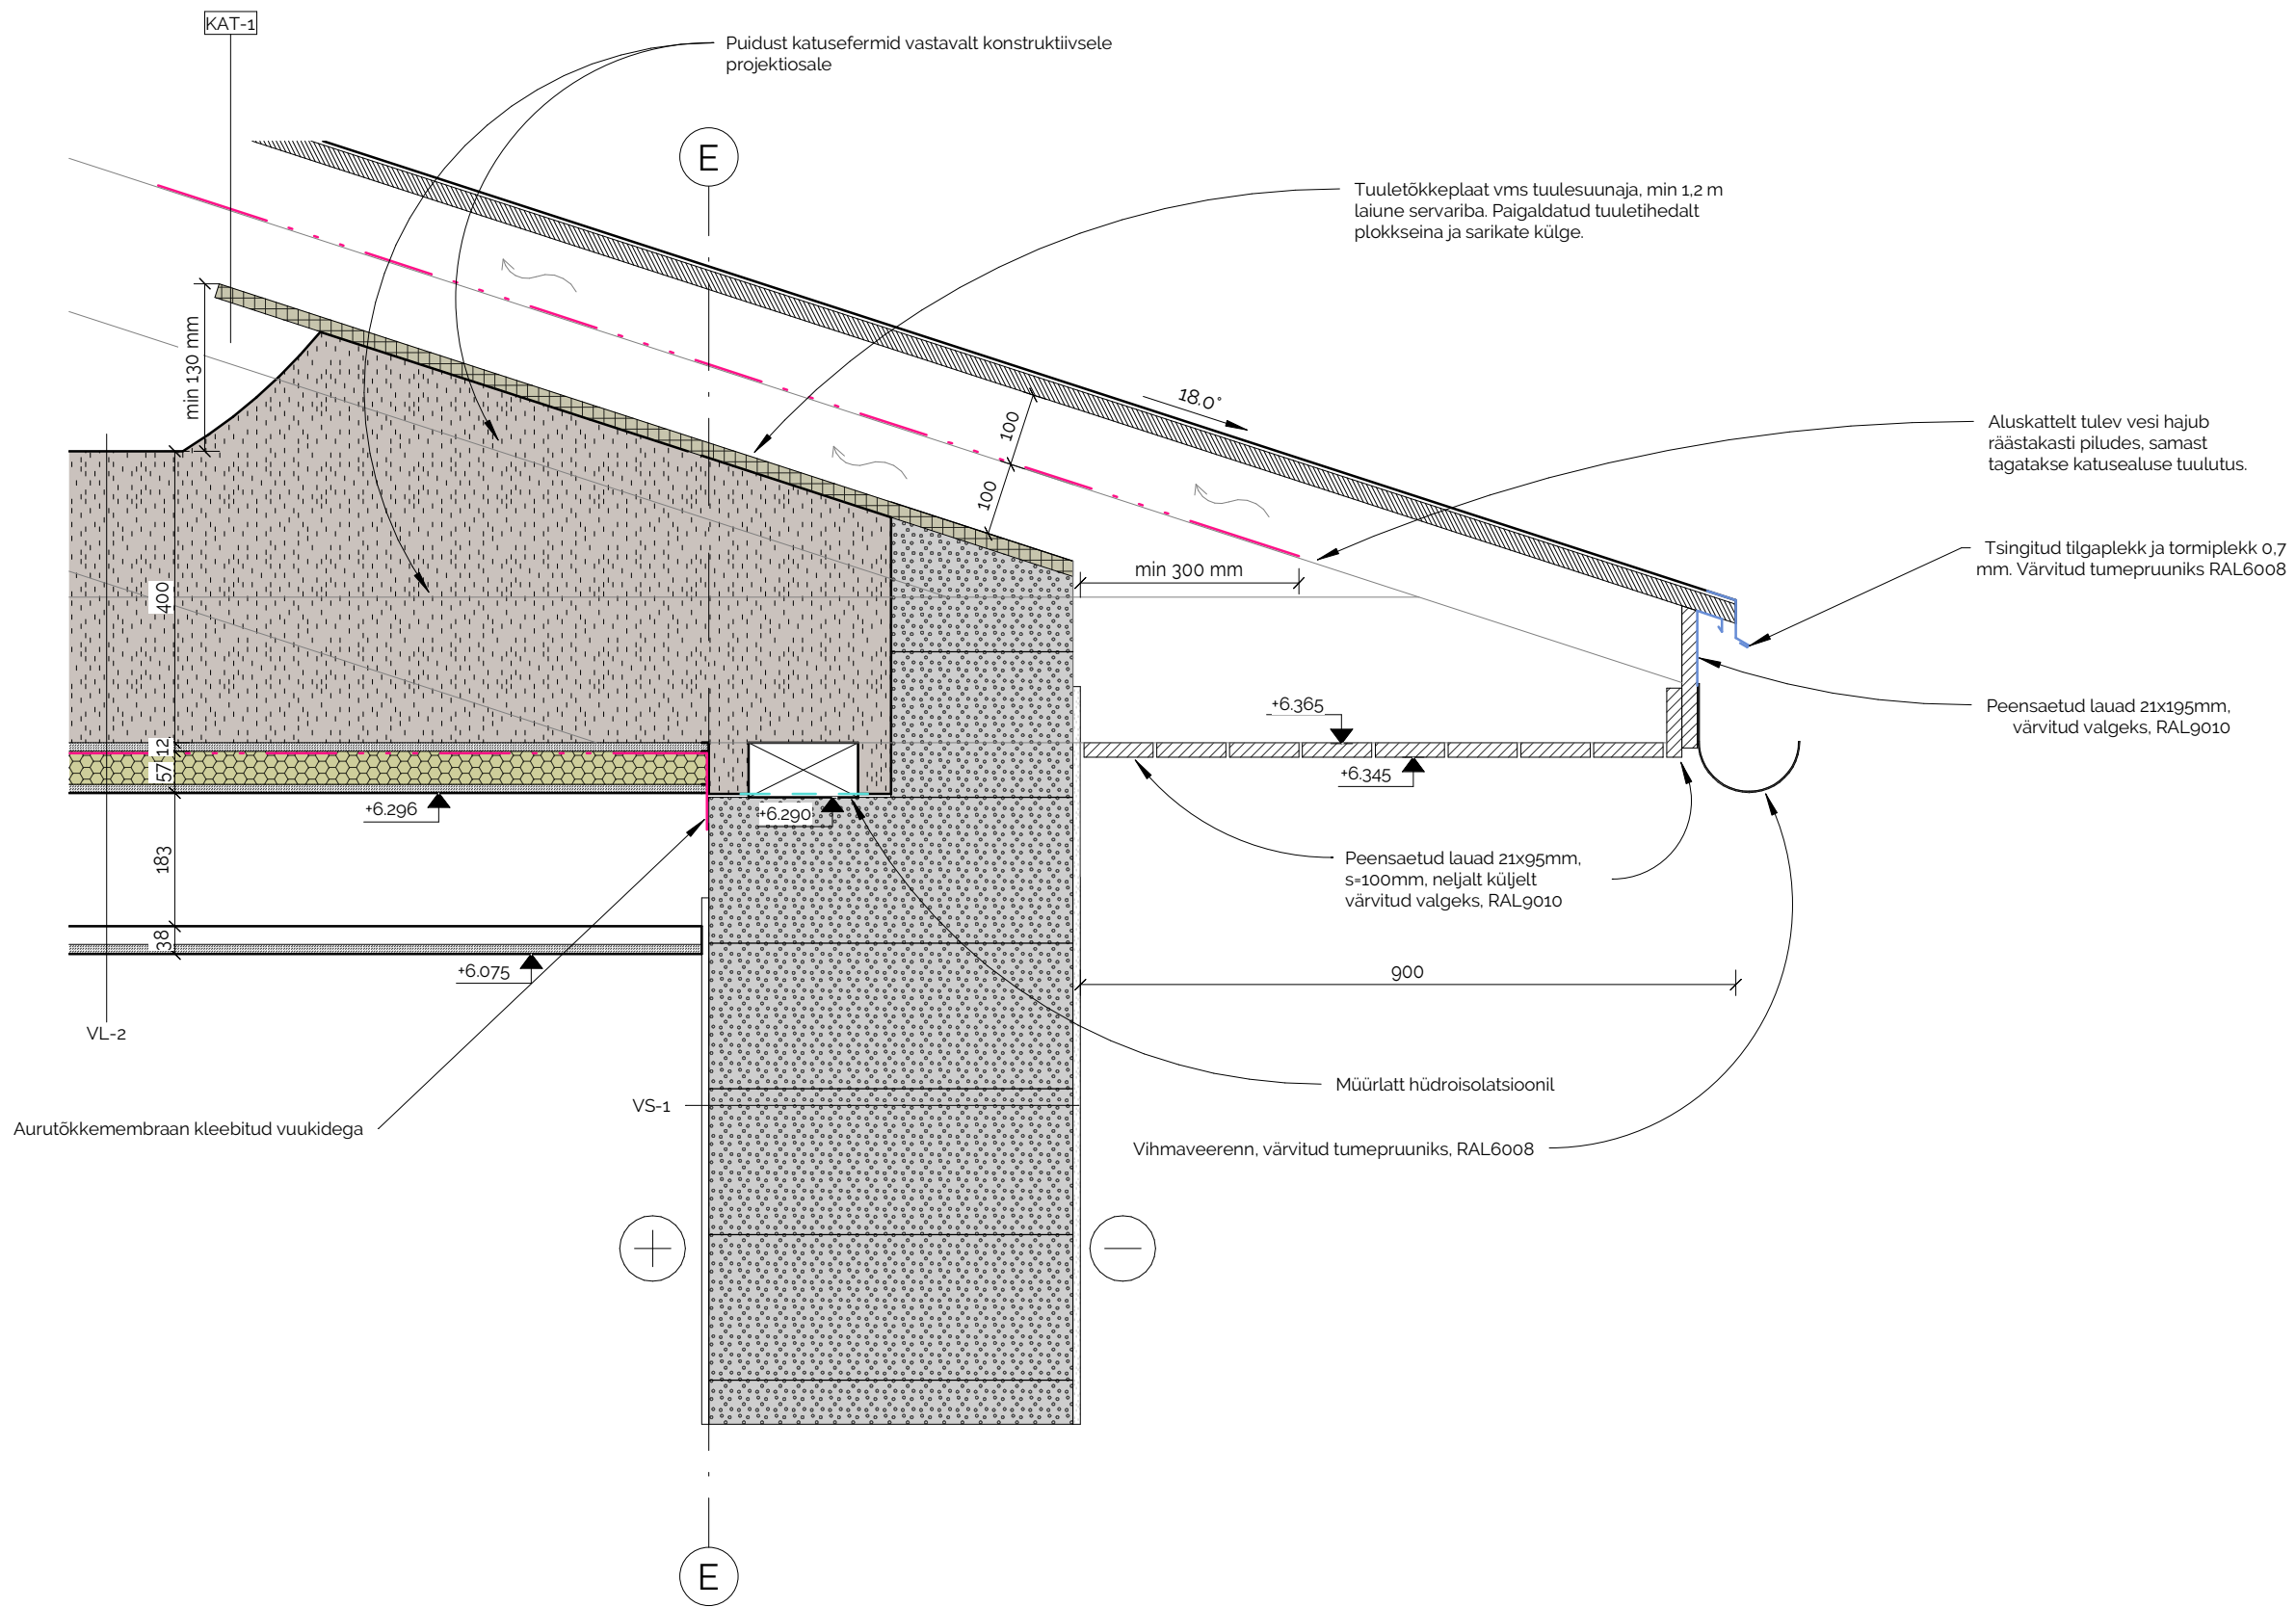 KAT-1
Puidust katusefermid vastavalt konstruktiivsele
projektiosale
E
Tuuletõkkeplaat vms tuulesuunaja, min 1,2 m
laiune servariba. Paigaldatud tuuletihedalt
plokkseina ja sarikate külge.
min 130 mm
18.0°
100
100
Aluskattelt tulev vesi hajub
räästakasti piludes, samast
tagatakse katusealuse tuulutus.
Tsingitud tilgaplekk ja tormiplekk 0,7
mm. Värvitud tumepruuniks RAL6008
min 300 mm
400
+6.365
Peensaetud lauad 21x195mm,
värvitud valgeks, RAL9010
12
57
+6.345
+6.296
+6.290
183
Peensaetud lauad 21x95mm,
s=100mm, neljalt küljelt
värvitud valgeks, RAL9010
38
+6.075
900
VL-2
Müürlatt hüdroisolatsioonil
VS-1
Aurutõkkemembraan kleebitud vuukidega
Vihmaveerenn, värvitud tumepruuniks, RAL6008
E